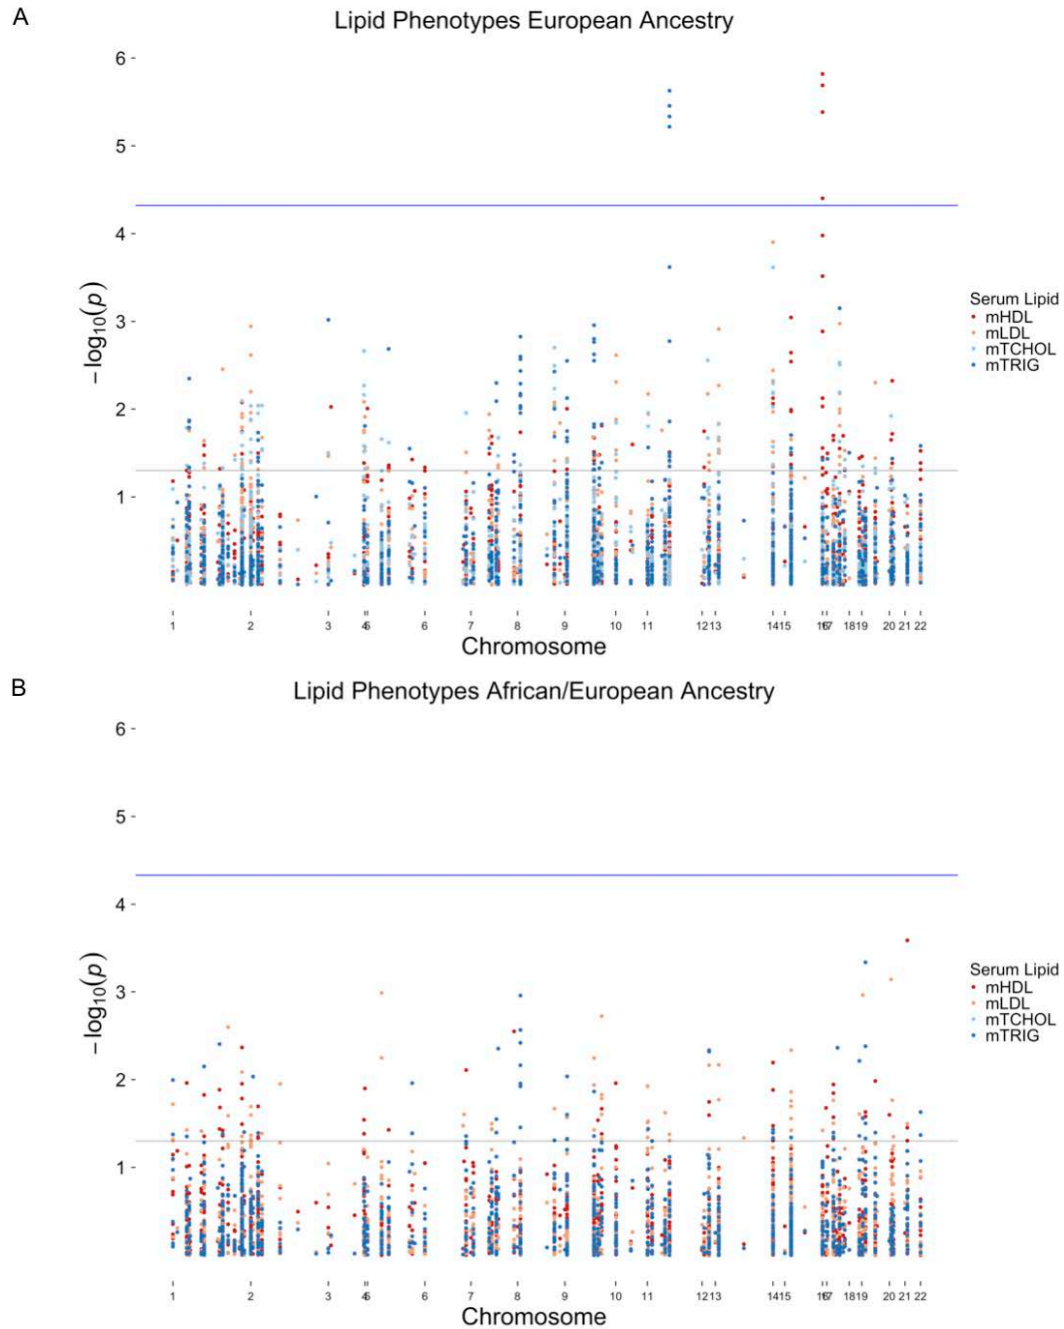 A
Lipid Phenotypes European Ancestry
6
5
4
3
2
1
−log10(p)
Serum Lipid
mHDL
mLDL
mTCHOL
mTRIG
1 2 3 4 5 6 7 8 9 10 11 12 13 14 15 16 17 18 19 20 21 22
Chromosome
B
Lipid Phenotypes African/European Ancestry
6
5
4
3
2
1
−log10(p)
Serum Lipid
mHDL
mLDL
mTCHOL
mTRIG
1 2 3 4 5 6 7 8 9 10 11 12 13 14 15 16 17 18 19 20 21 22
Chromosome